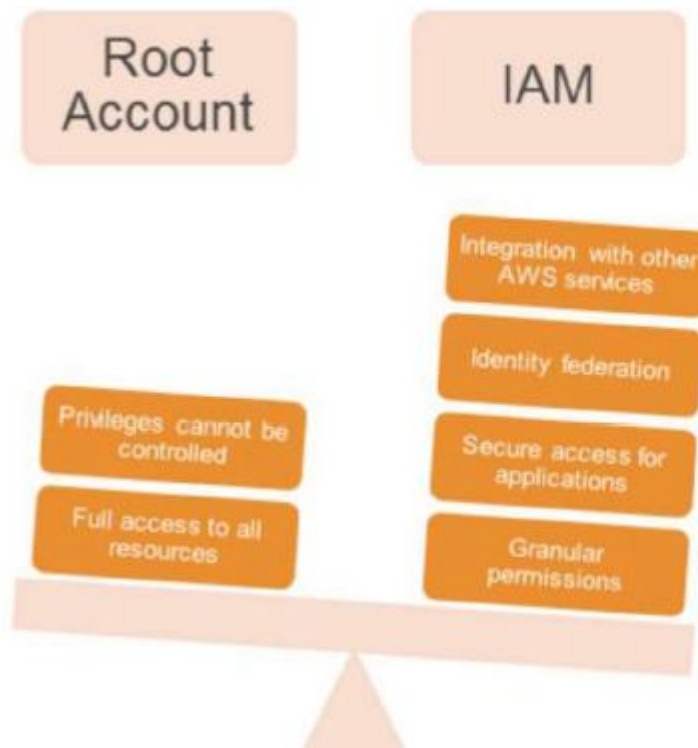 Root
Account
IAM
Privileges cannot be
controlled
Full access to all
resources
Integration with other
AWS services
Identity federation
Secure access for
applications
Granular
permissions